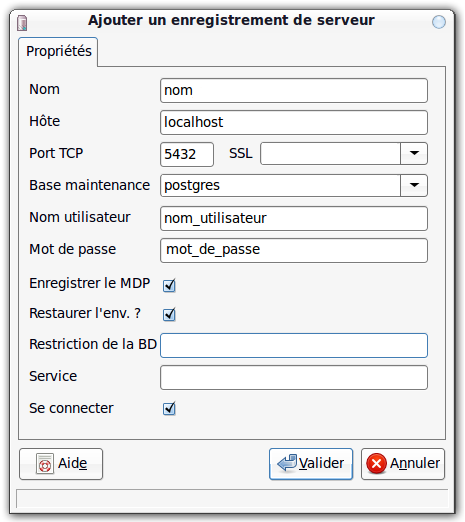 Ajouter un enregistrement de serveur
Propriétés
Nom nom
Hôte localhost
Port TCP 5432 SSL
Base maintenance postgres
Nom utilisateur nom_utilisateur
Mot de passe mot_de_passe
Enregistrer le MDP
Restaurer l'env. ?
Restriction de la BD
Service
Se connecter
Aide Valider Annuler